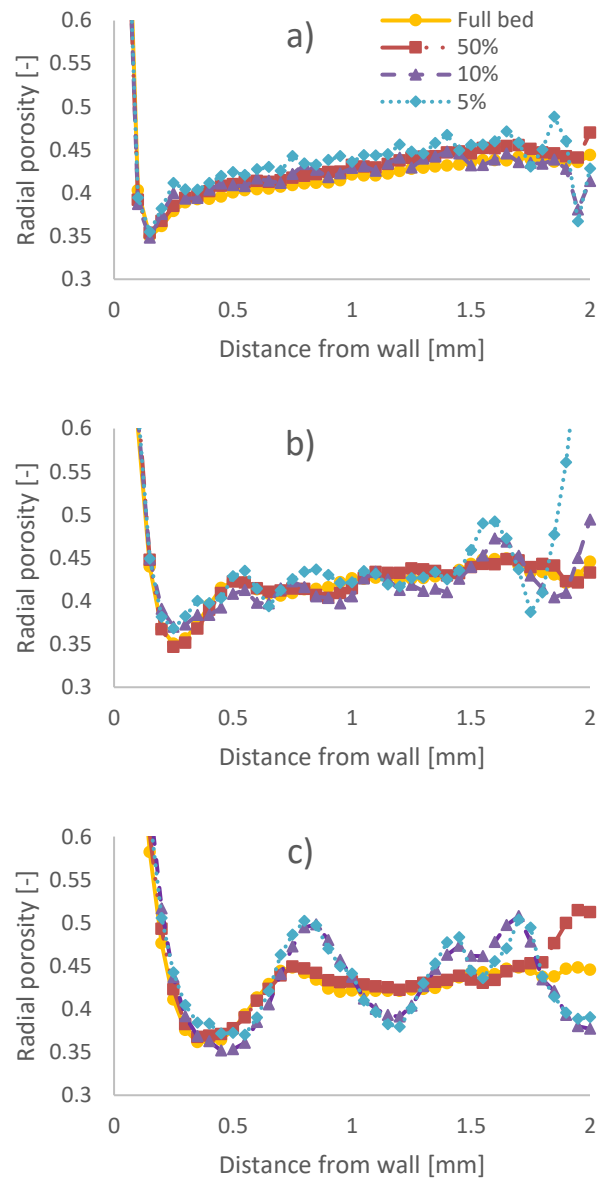 a)
Full bed
50%
10%
5%
0.6
0.55
0.5
0.45
0.4
0.35
0.3
Radial porosity [-]
0 0.5 1 1.5 2
Distance from wall [mm]
b)
0.6
0.55
0.5
0.45
0.4
0.35
0.3
Radial porosity [-]
0 0.5 1 1.5 2
Distance from wall [mm]
c)
0.6
0.55
0.5
0.45
0.4
0.35
0.3
Radial porosity [-]
0 0.5 1 1.5 2
Distance from wall [mm]